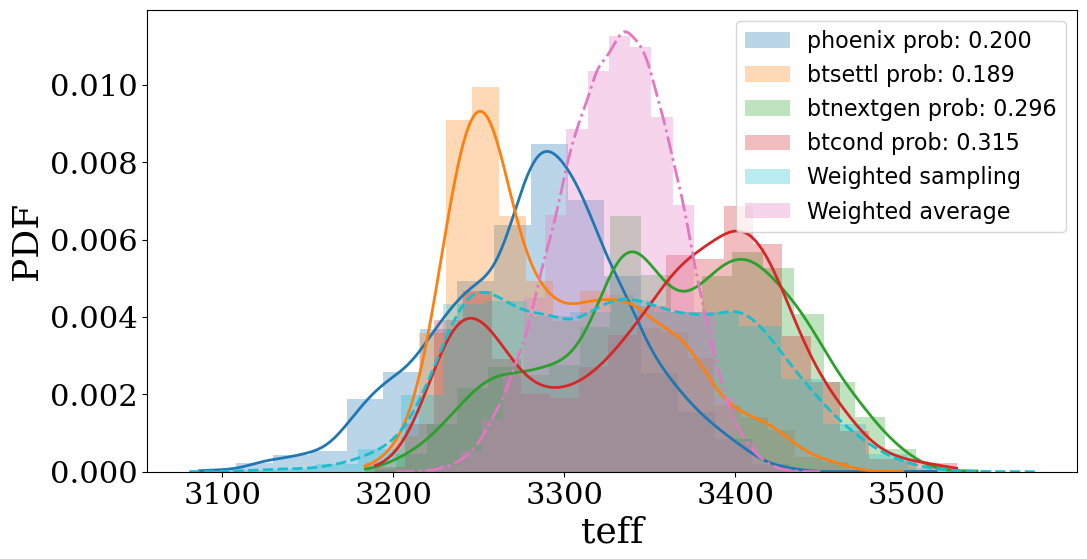 phoenix prob: 0.200
btsettl prob: 0.189
btnextgen prob: 0.296
btcond prob: 0.315
Weighted sampling
Weighted average
PDF
0.010
0.008
0.006
0.004
0.002
0.000
3100 3200 3300 3400 3500
teff